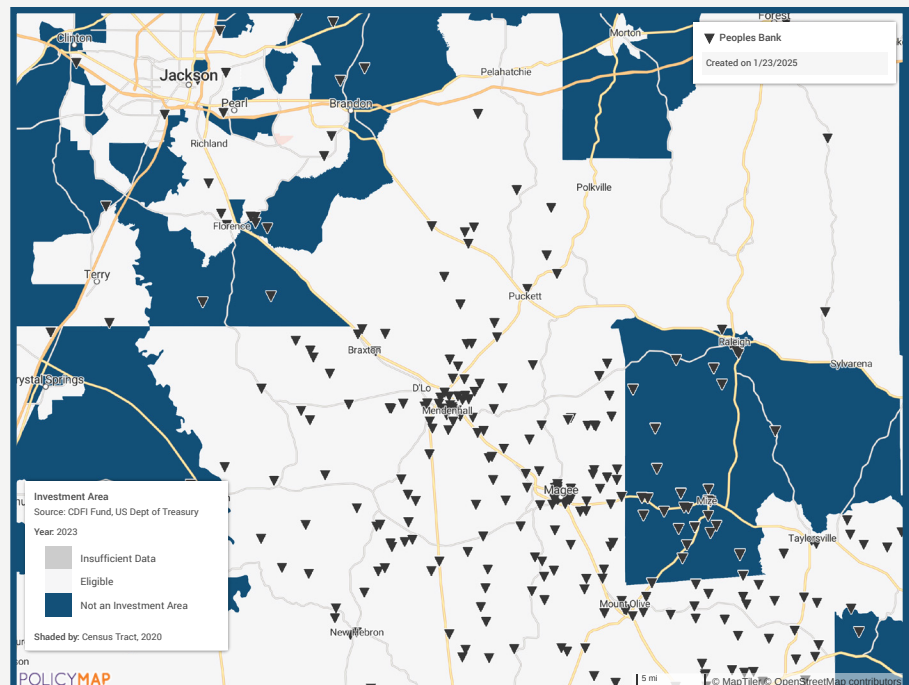 Clinton
Jackson
Pearl
Brandon
Richland
Pelahatchie
Morton
Forest
Peoples Bank
Created on 1/23/2025
Polkville
Florence
Terry
Puckett
Braxton
Raleigh
Sylvarena
rystal Springs
D'Lo
Mendenhall
Magee
Mize
Taylorsville
Mount Olive
New Hebron
Investment Area
Source: CDFI Fund, US Dept of Treasury
Year: 2023
Insufficient Data
Eligible
Not an Investment Area
Shaded by: Census Tract, 2020
son
POLICYMAP
5 mi
© MapTiler © OpenStreetMap contributors